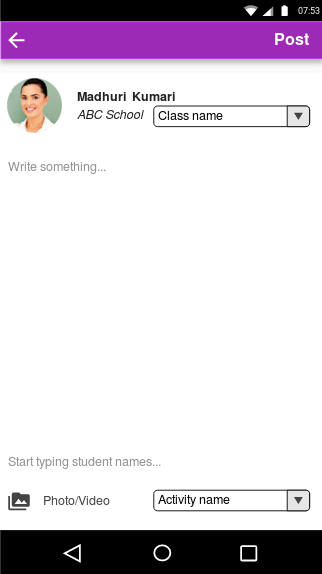 07:53
Post
Madhuri Kumari
ABC School
Class name
Write something...
Start typing student names...
Photo/Video
Activity name